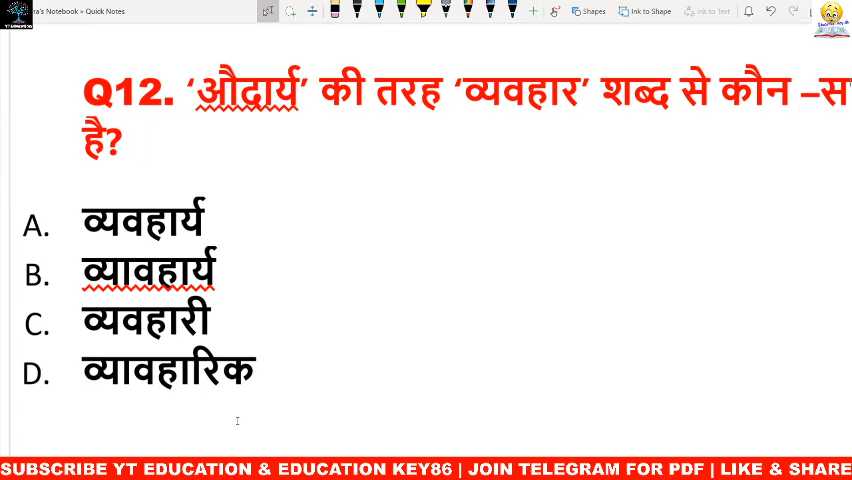 ra's Notebook » Quick Notes
Shapes Ink to Shape Ink to Text
Q12. ‘औदार्य’ की तरह ‘व्यवहार’ शब्द से कौन –स
है?
A. व्यवहार्य
B. व्यावहार्य
C. व्यवहारी
D. व्यावहारिक
SUBSCRIBE YT EDUCATION & EDUCATION KEY86 | JOIN TELEGRAM FOR PDF | LIKE & SHARE